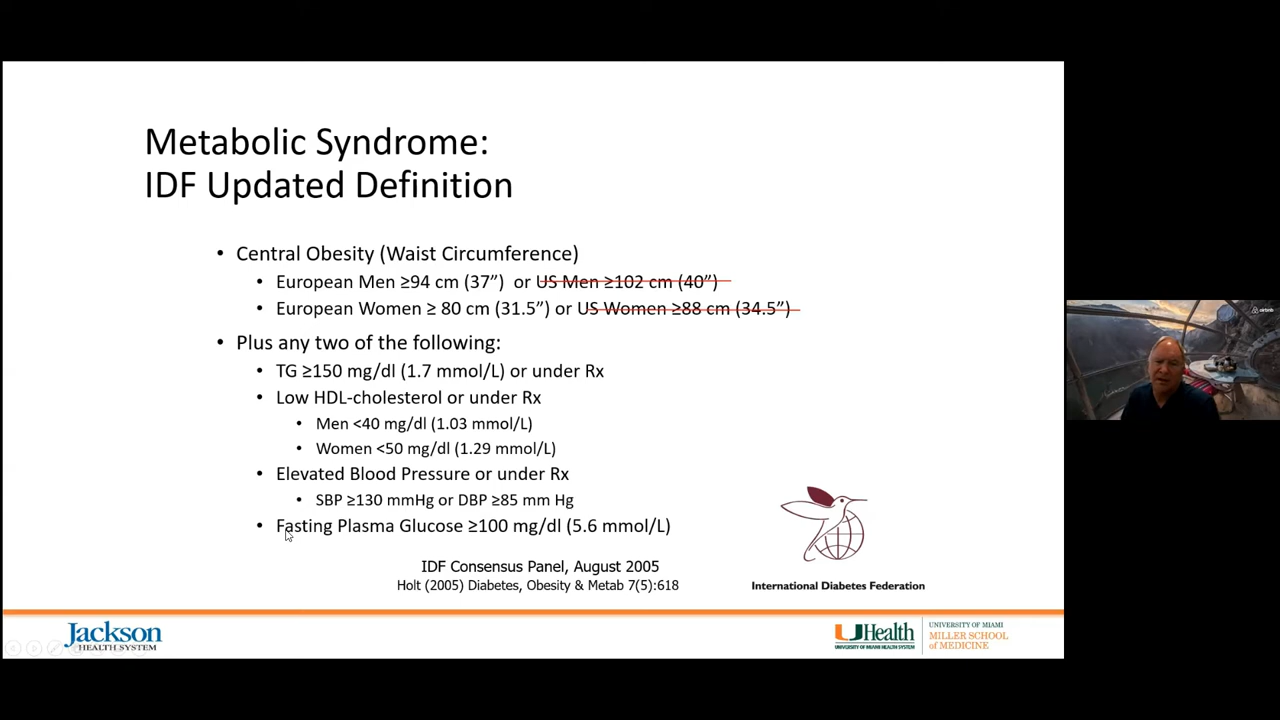 Metabolic Syndrome:
IDF Updated Definition
• Central Obesity (Waist Circumference)
• European Men ≥94 cm (37”) or US Men ≥102 cm (40”)
• European Women ≥ 80 cm (31.5”) or US Women ≥88 cm (34.5”)
• Plus any two of the following:
• TG ≥150 mg/dl (1.7 mmol/L) or under Rx
• Low HDL-cholesterol or under Rx
• Men <40 mg/dl (1.03 mmol/L)
• Women <50 mg/dl (1.29 mmol/L)
• Elevated Blood Pressure or under Rx
• SBP ≥130 mmHg or DBP ≥85 mm Hg
• Fasting Plasma Glucose ≥100 mg/dl (5.6 mmol/L)
IDF Consensus Panel, August 2005
Holt (2005) Diabetes, Obesity & Metab 7(5):618
International Diabetes Federation
Jackson
HEALTH SYSTEM
UHealth
UNIVERSITY OF MIAMI HEALTH SYSTEM
UNIVERSITY OF MIAMI
MILLER SCHOOL
of MEDICINE
airbnb